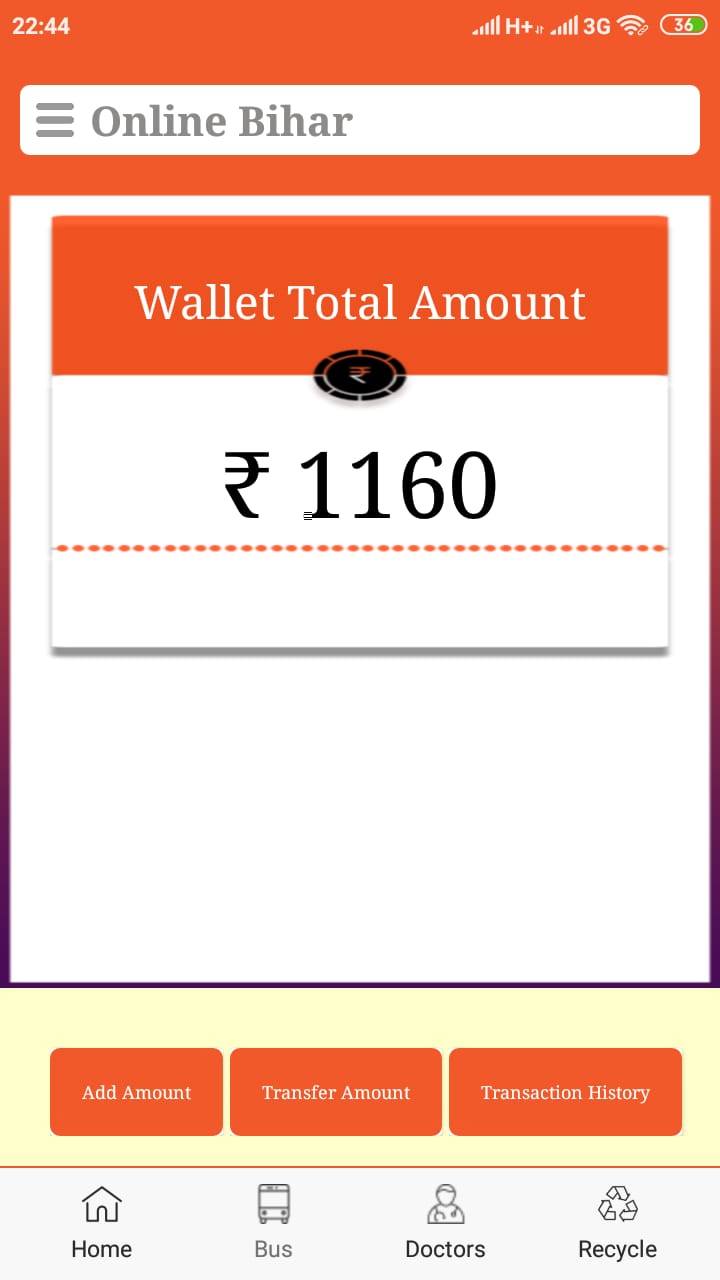 22:44 H+ 3G 36
Online Bihar
Wallet Total Amount
₹
₹ 1160
Add Amount Transfer Amount Transaction History
Home Bus Doctors Recycle